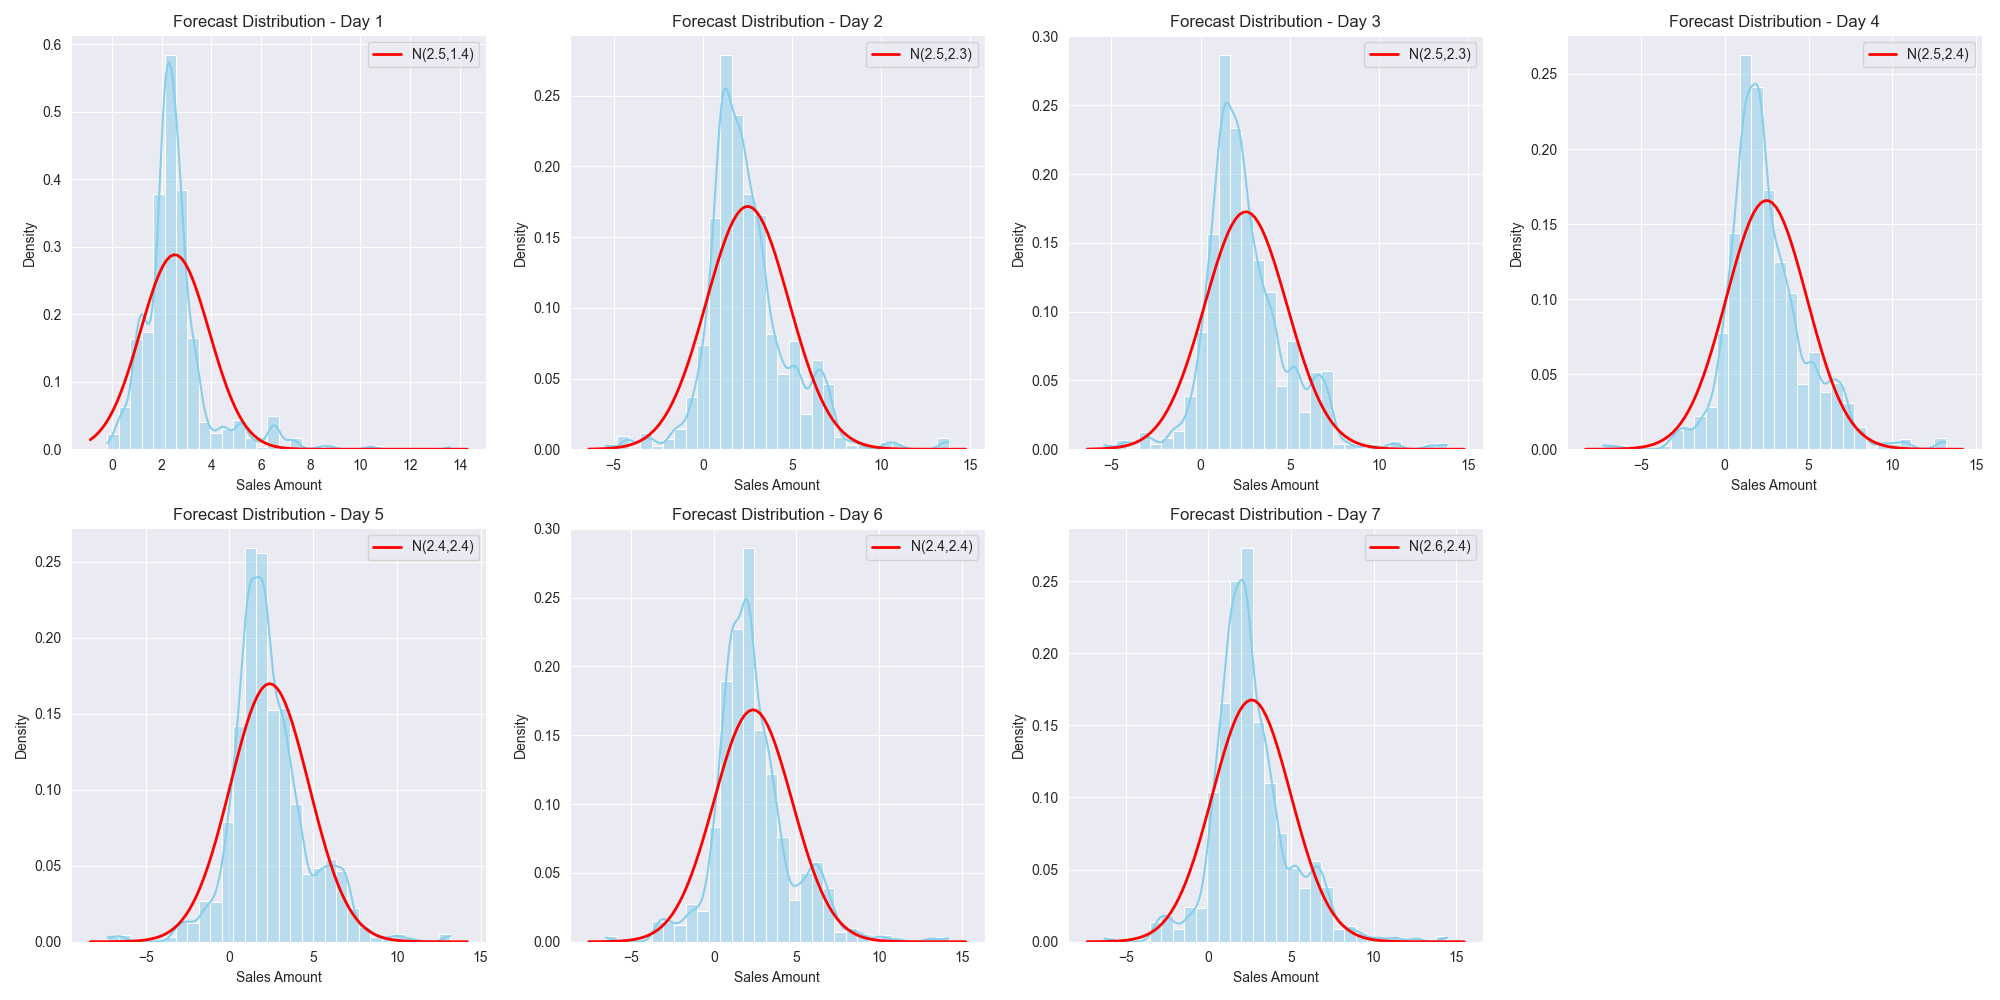 Forecast Distribution - Day 1
N(2.5,1.4)
0.6
0.5
0.4
0.3
0.2
0.1
0.0
Density
0 2 4 6 8 10 12 14
Sales Amount
Forecast Distribution - Day 2
N(2.5,2.3)
0.25
0.20
0.15
0.10
0.05
0.00
Density
−5 0 5 10 15
Sales Amount
Forecast Distribution - Day 3
N(2.5,2.3)
0.30
0.25
0.20
0.15
0.10
0.05
0.00
Density
−5 0 5 10 15
Sales Amount
Forecast Distribution - Day 4
N(2.5,2.4)
0.25
0.20
0.15
0.10
0.05
0.00
Density
−5 0 5 10 15
Sales Amount
Forecast Distribution - Day 5
N(2.4,2.4)
0.25
0.20
0.15
0.10
0.05
0.00
Density
−5 0 5 10 15
Sales Amount
Forecast Distribution - Day 6
N(2.4,2.4)
0.30
0.25
0.20
0.15
0.10
0.05
0.00
Density
−5 0 5 10 15
Sales Amount
Forecast Distribution - Day 7
N(2.6,2.4)
0.25
0.20
0.15
0.10
0.05
0.00
Density
−5 0 5 10 15
Sales Amount